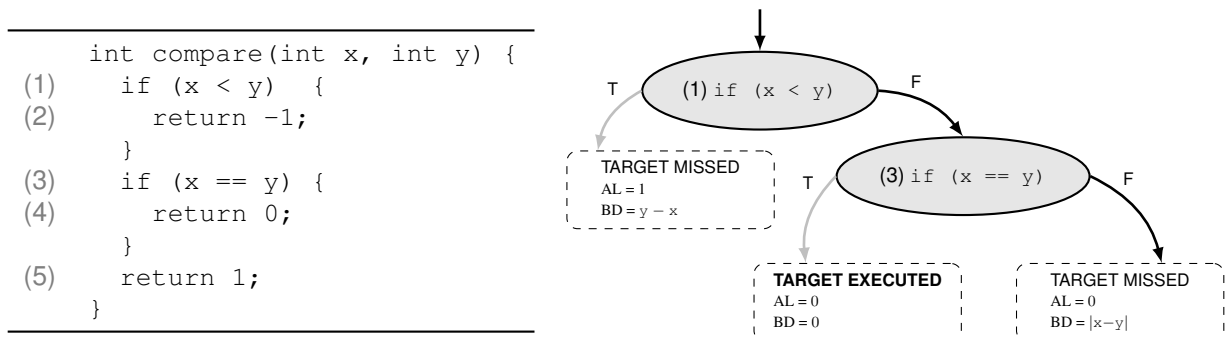 int compare(int x, int y) {
(1) if (x < y) {
(2) return -1;
}
(3) if (x == y) {
(4) return 0;
}
(5) return 1;
}
T
(1) if (x < y)
F
TARGET MISSED
AL = 1
BD = y − x
T
(3) if (x == y)
F
TARGET EXECUTED
AL = 0
BD = 0
TARGET MISSED
AL = 0
BD = |x−y|